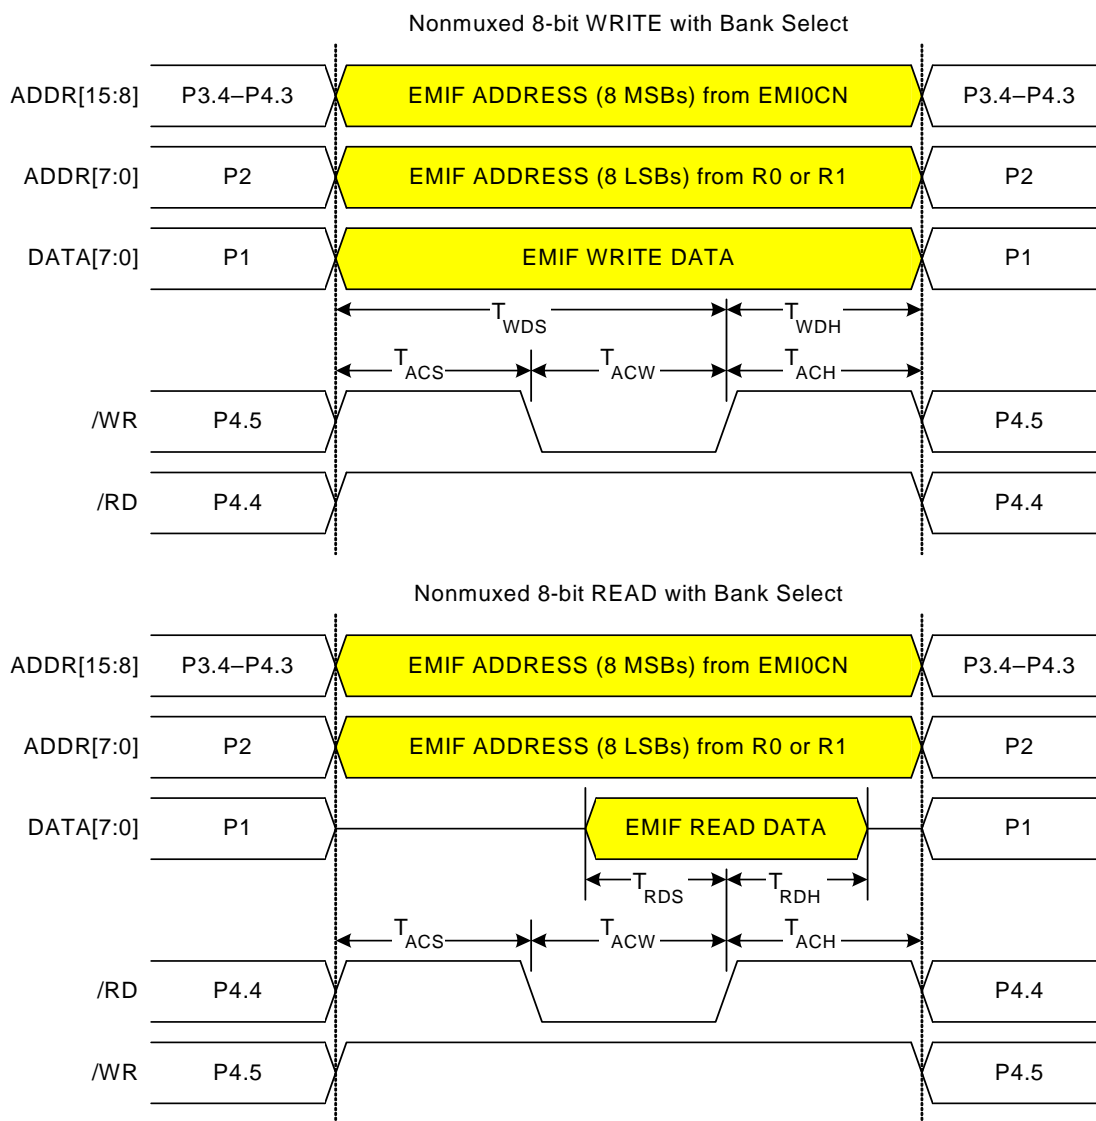 Nonmuxed 8-bit WRITE with Bank Select
ADDR[15:8] P3.4–P4.3 EMIF ADDRESS (8 MSBs) from EMI0CN P3.4–P4.3
ADDR[7:0] P2 EMIF ADDRESS (8 LSBs) from R0 or R1 P2
DATA[7:0] P1 EMIF WRITE DATA P1
TWDS TWDH
TACS TACW TACH
/WR P4.5 P4.5
/RD P4.4 P4.4
Nonmuxed 8-bit READ with Bank Select
ADDR[15:8] P3.4–P4.3 EMIF ADDRESS (8 MSBs) from EMI0CN P3.4–P4.3
ADDR[7:0] P2 EMIF ADDRESS (8 LSBs) from R0 or R1 P2
DATA[7:0] P1 EMIF READ DATA P1
TRDS TRDH
TACS TACW TACH
/RD P4.4 P4.4
/WR P4.5 P4.5